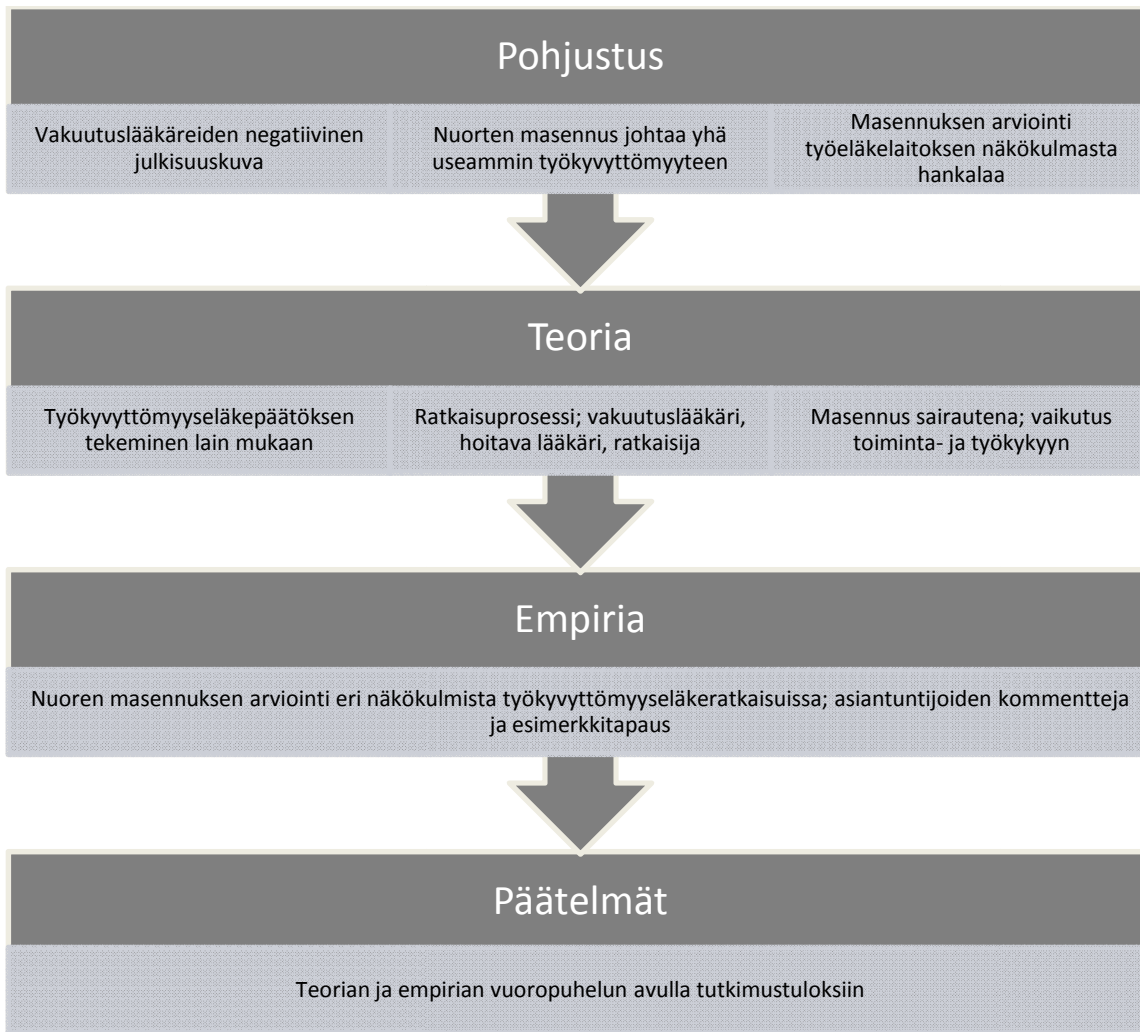 Pohjustus
Vakuutuslääkäreiden negatiivinen
julkisuuskuva
Nuorten masennus johtaa yhä
useammin työkyvyttömyyteen
Masennuksen arviointi
työeläkelaitoksen näkökulmasta
hankalaa
Teoria
Työkyvyttömyyseläkepäätöksen
tekeminen lain mukaan
Ratkaisuprosessi; vakuutuslääkäri,
hoitava lääkäri, ratkaisija
Masennus sairautena; vaikutus
toiminta- ja työkykyyn
Empiria
Nuoren masennuksen arviointi eri näkökulmista työkyvyttömyyseläkeratkaisuissa; asiantuntijoiden kommentteja
ja esimerkkitapaus
Päätelmät
Teorian ja empirian vuoropuhelun avulla tutkimustuloksiin